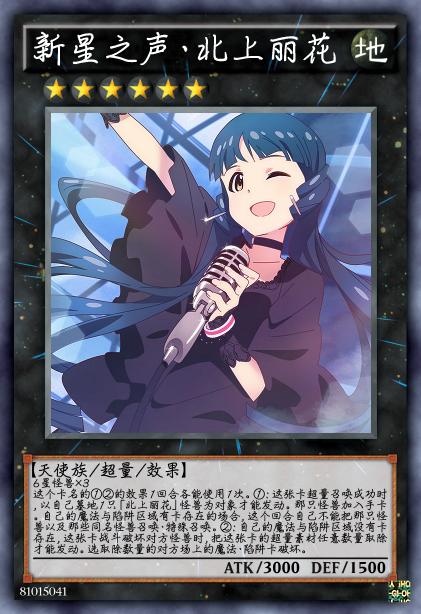 新星之声·北上丽花 地
【天使族/超量/效果】
6星怪兽×3
这个卡名的①②的效果1回合各能使用1次。①：这张卡超量召唤成功时，以自己墓地1只「北上丽花」怪兽为对象才能发动。那只怪兽加入手卡。自己的魔法与陷阱区域有卡存在的场合，这个回合自己不能把那只怪兽以及那些同名怪兽召唤·特殊召唤。②：自己的魔法与陷阱区域没有卡存在，这张卡战斗破坏对方怪兽时，把这张卡的超量素材任意数量取除才能发动。选取除数量的对方场上的魔法·陷阱卡破坏。
ATK/3000 DEF/1500
81015041